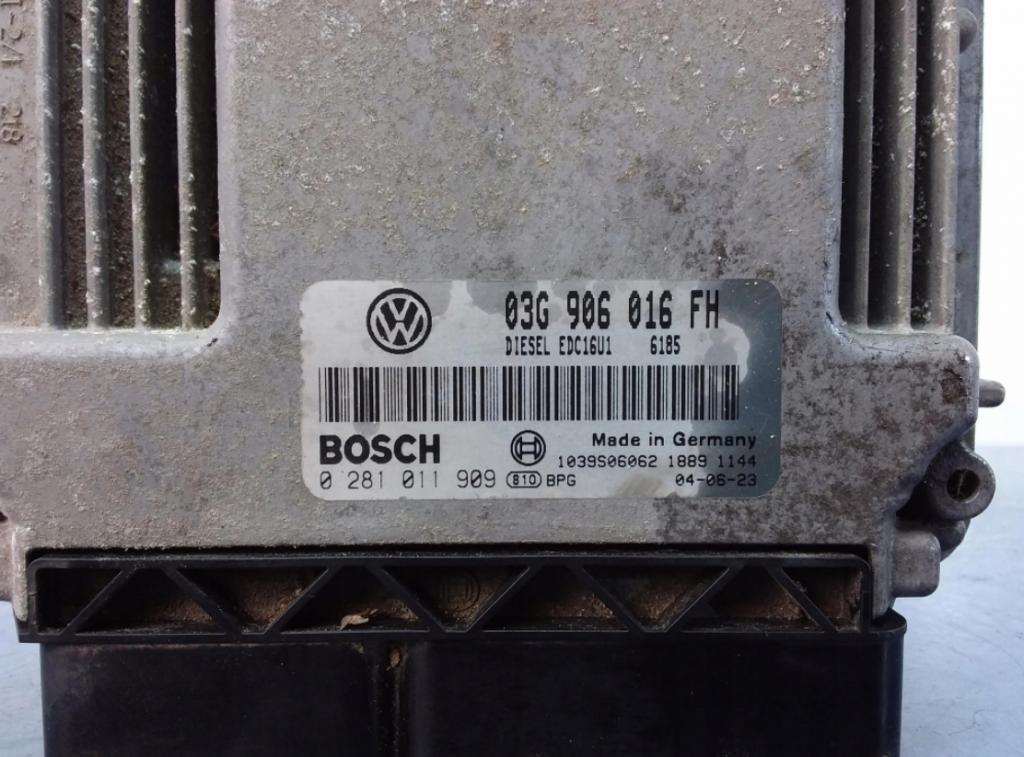 03G 906 016 FH
DIESEL EDC16U1 6185
BOSCH
Made in Germany
1039S06062 1889 1144
0 281 011 909 810 BPG 04-06-23